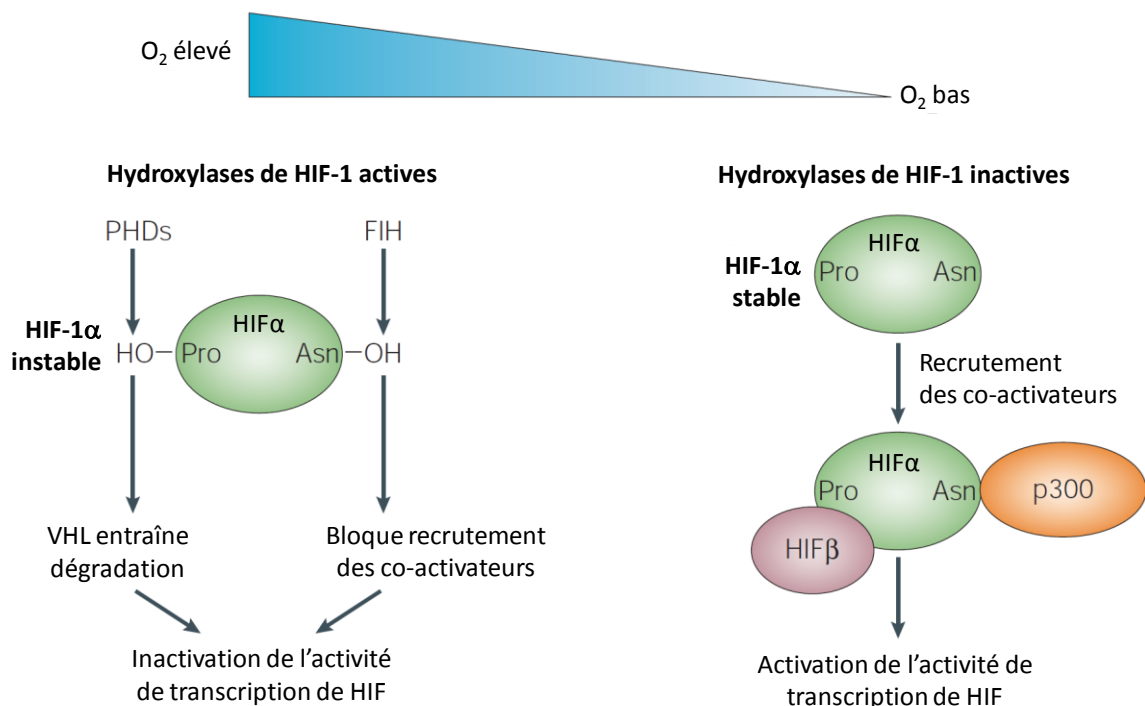 O₂ élevé
O₂ bas
Hydroxylases de HIF-1 actives
PHDs
FIH
HIF-1α
instable
HO
HIFα
Pro
Asn
OH
VHL entraîne
dégradation
Bloque recrutement
des co-activateurs
Inactivation de l'activité
de transcription de HIF
Hydroxylases de HIF-1 inactives
HIF-1α
stable
HIFα
Pro
Asn
Recrutement
des co-activateurs
HIFα
Pro
Asn
p300
HIFβ
Activation de l'activité de
transcription de HIF